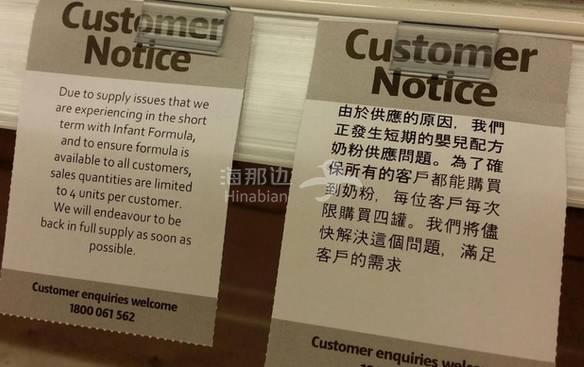 Customer
Notice
Due to supply issues that we
are experiencing in the short
term with Infant Formula,
and to ensure formula is
available to all customers,
sales quantities are limited
to 4 units per customer.
We will endeavour to be
back in full supply as soon as
possible.
Customer enquiries welcome
1800 061 562
Customer
Notice
由於供應的原因，我們
正發生短期的嬰兒配方
奶粉供應問題。為了確
保所有的客戶都能購買
到奶粉，每位客戶每次
限購買四罐。我們將儘
快解決這個問題，滿足
客戶的需求
Customer enquiries welcome
海那边
Hinabian